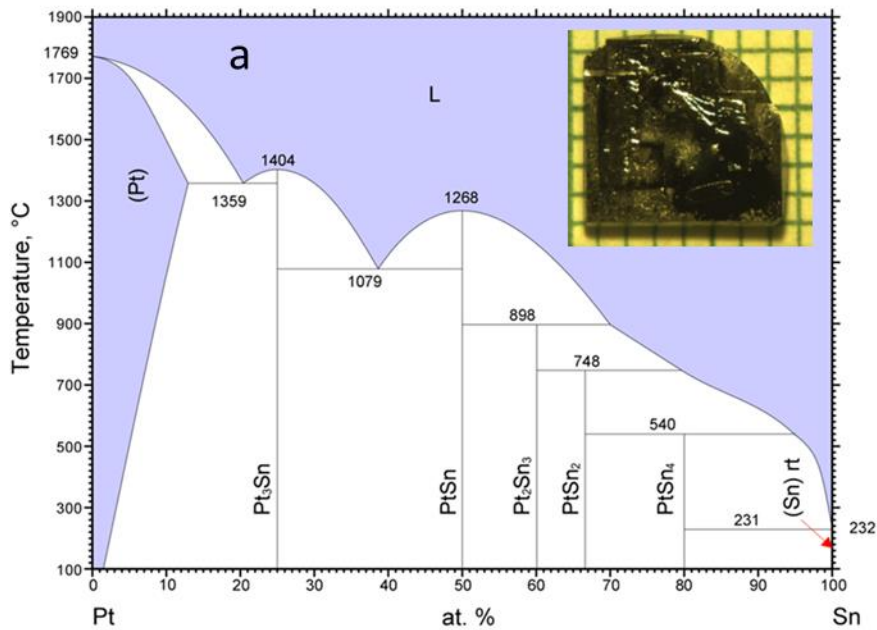 a
L
Temperature, °C
1900
1769
1700
1500
1300
1100
900
700
500
300
100
(Pt)
1404
1359
1268
1079
898
748
540
231
232
Pt₃Sn
PtSn
Pt₂Sn₃
PtSn₂
PtSn₄
(Sn) rt
0 10 20 30 40 50 60 70 80 90 100
Pt at. % Sn